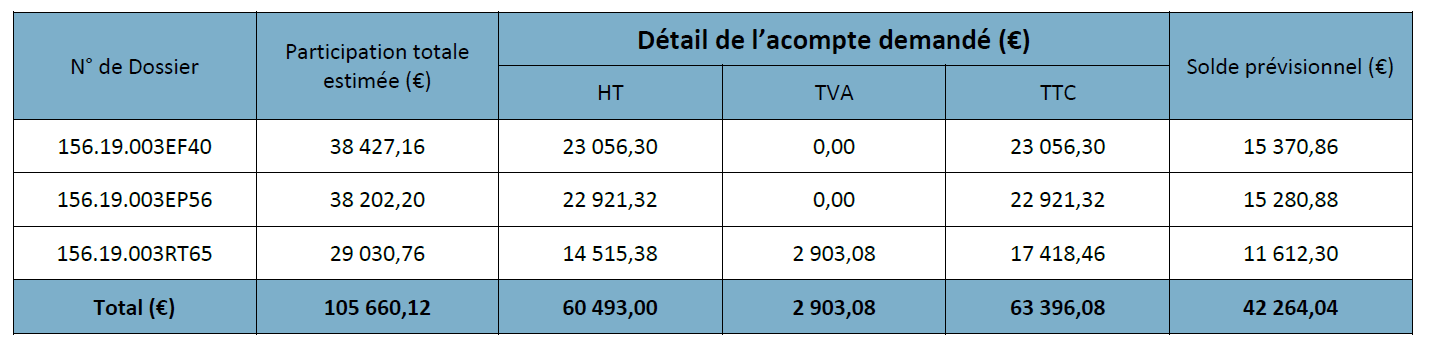 N° de Dossier
Participation totale
estimée (€)
Détail de l’acompte demandé (€)
HT
TVA
TTC
Solde prévisionnel (€)
156.19.003EF40 38 427,16 23 056,30 0,00 23 056,30 15 370,86
156.19.003EP56 38 202,20 22 921,32 0,00 22 921,32 15 280,88
156.19.003RT65 29 030,76 14 515,38 2 903,08 17 418,46 11 612,30
Total (€) 105 660,12 60 493,00 2 903,08 63 396,08 42 264,04